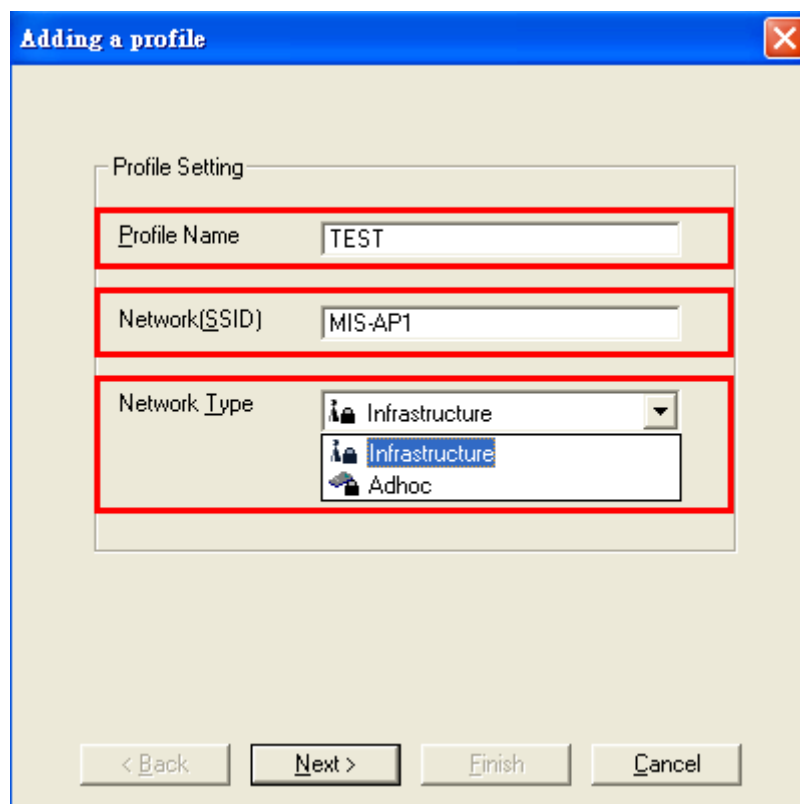 Adding a profile
Profile Setting
Profile Name
TEST
Network(SSID)
MIS-AP1
Network Type
Infrastructure
Infrastructure
Adhoc
< Back
Next >
Finish
Cancel